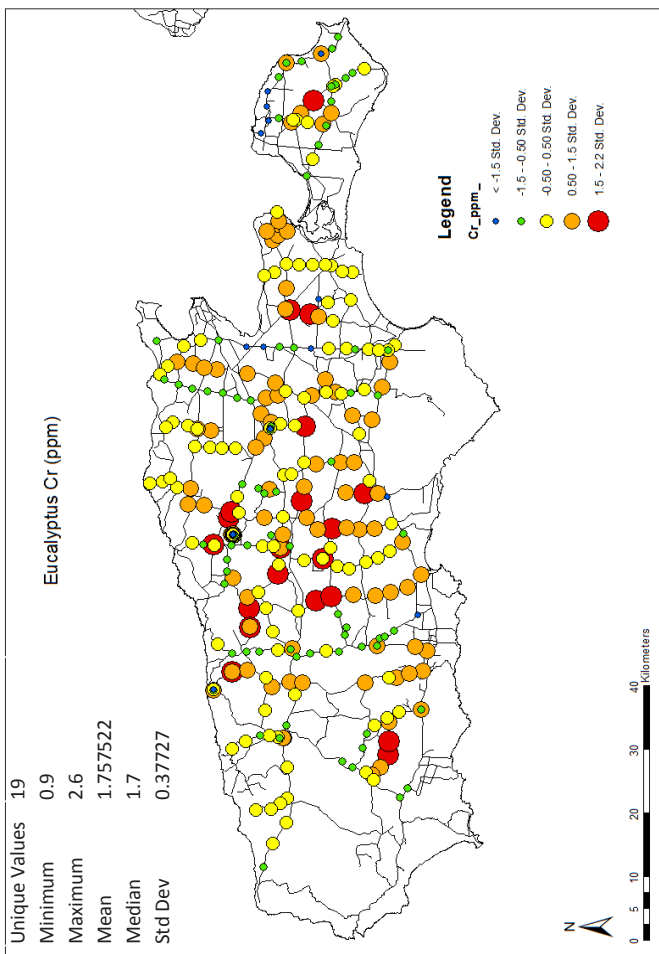 Unique Values 19
Minimum 0.9
Maximum 2.6
Mean 1.757522
Median 1.7
Std Dev 0.37727
Eucalyptus Cr (ppm)
Legend
Cr_ppm_
< -1.5 Std. Dev.
-1.5 - -0.50 Std. Dev.
-0.50 - 0.50 Std. Dev.
0.50 - 1.5 Std. Dev.
1.5 - 2.2 Std. Dev.
N
0 5 10 20 30 40
Kilometers